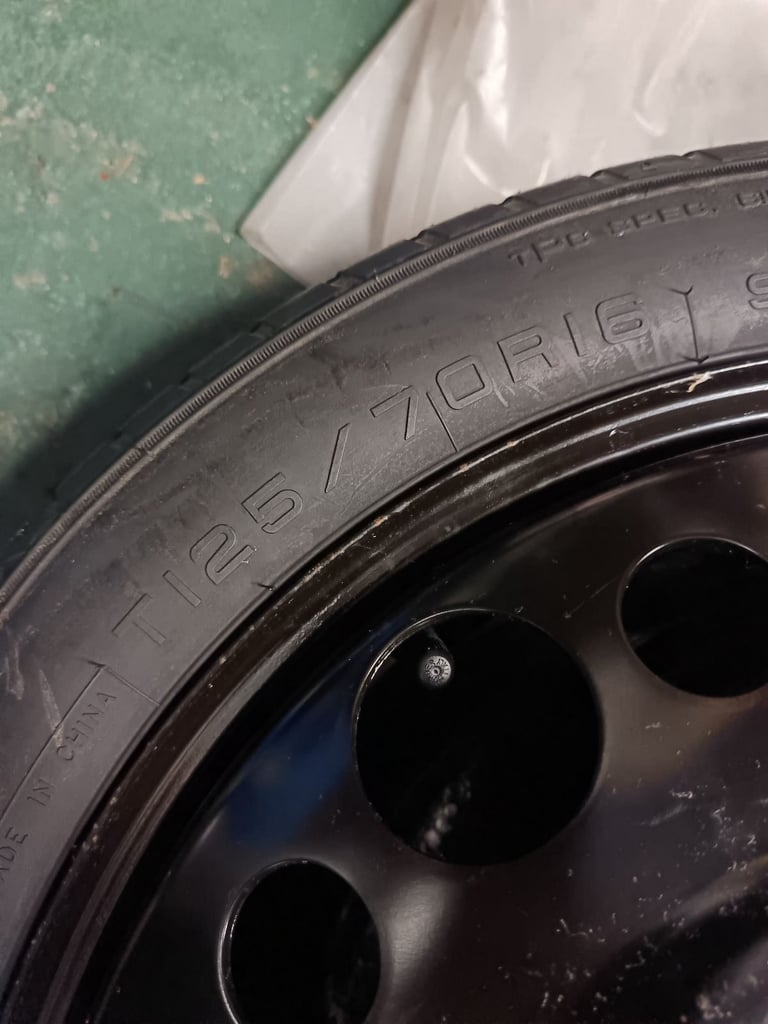 TPC SPEC.
T125/70R16
MADE IN CHINA